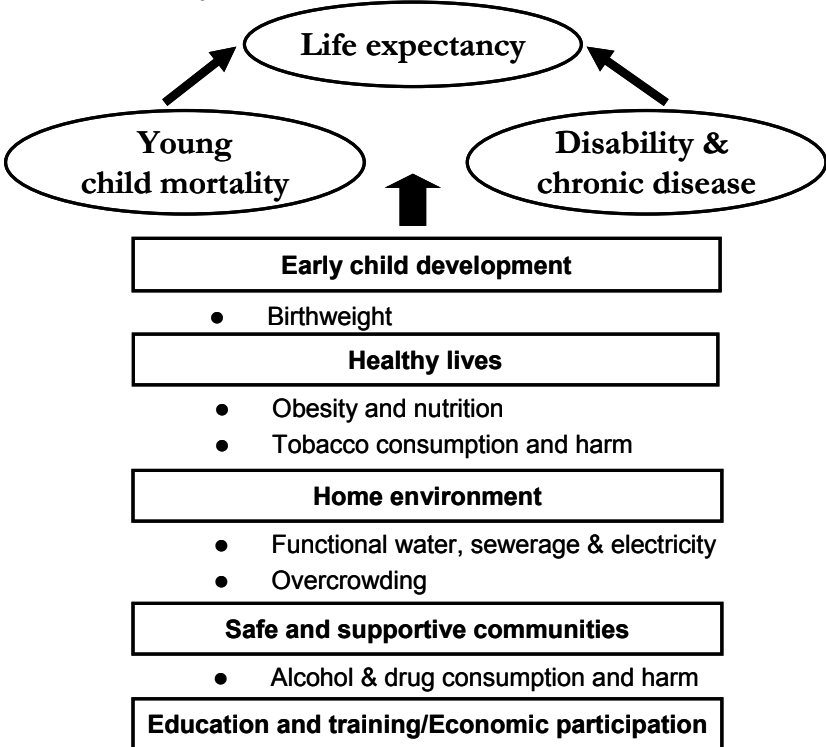 Life expectancy
Young
child mortality
Disability &
chronic disease
Early child development
● Birthweight
Healthy lives
● Obesity and nutrition
● Tobacco consumption and harm
Home environment
● Functional water, sewerage & electricity
● Overcrowding
Safe and supportive communities
● Alcohol & drug consumption and harm
Education and training/Economic participation